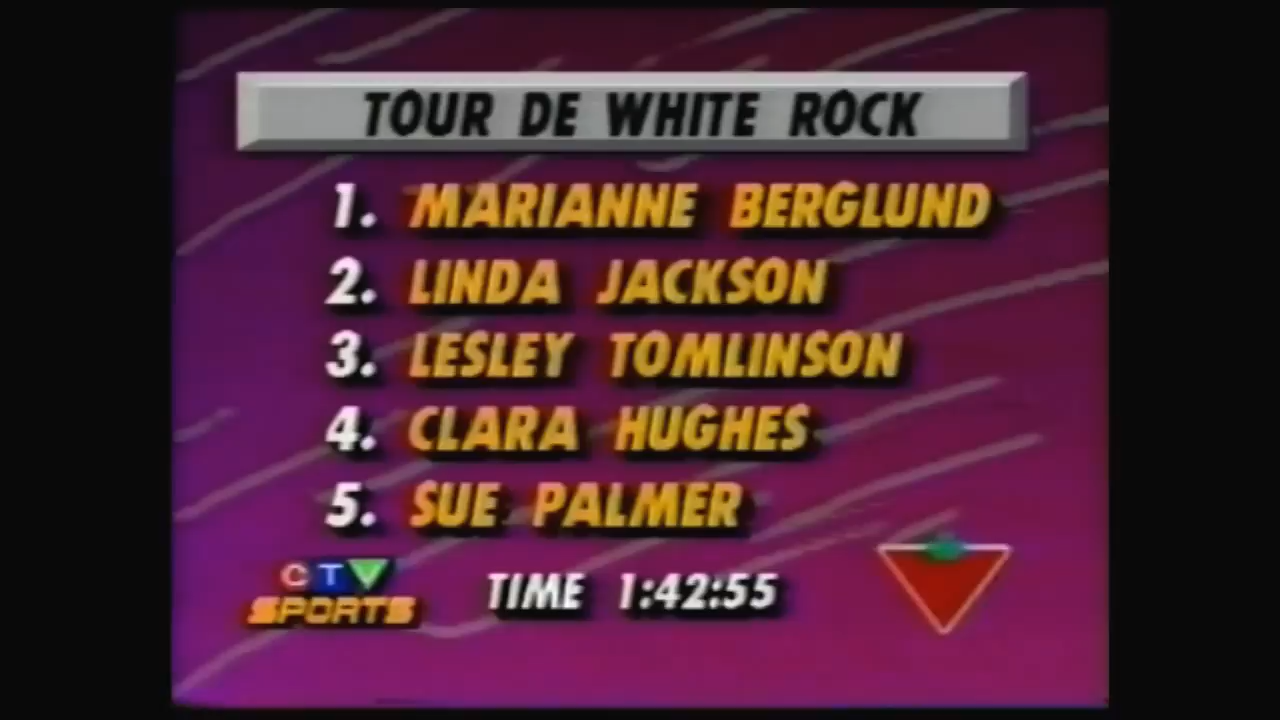 TOUR DE WHITE ROCK
1. MARIANNE BERGLUND
2. LINDA JACKSON
3. LESLEY TOMLINSON
4. CLARA HUGHES
5. SUE PALMER
CTV
SPORTS
TIME 1:42:55